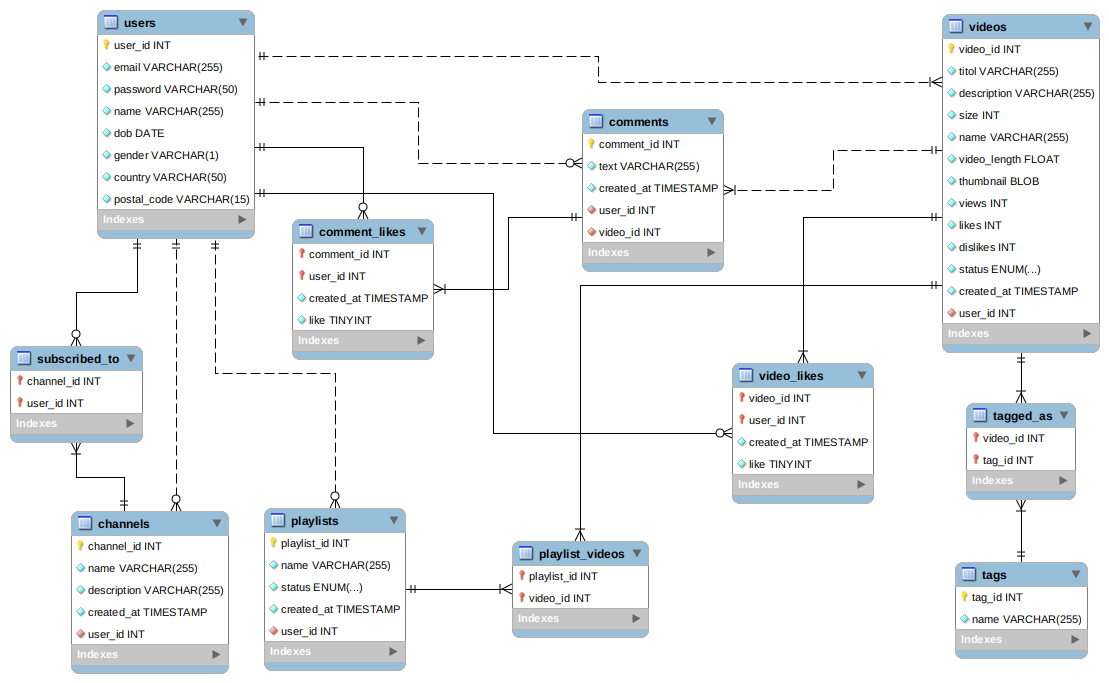 users
user_id INT
email VARCHAR(255)
password VARCHAR(50)
name VARCHAR(255)
dob DATE
gender VARCHAR(1)
country VARCHAR(50)
postal_code VARCHAR(15)
Indexes
videos
video_id INT
titol VARCHAR(255)
description VARCHAR(255)
size INT
name VARCHAR(255)
video_length FLOAT
thumbnail BLOB
views INT
likes INT
dislikes INT
status ENUM(...)
created_at TIMESTAMP
user_id INT
Indexes
comments
comment_id INT
text VARCHAR(255)
created_at TIMESTAMP
user_id INT
video_id INT
Indexes
comment_likes
comment_id INT
user_id INT
created_at TIMESTAMP
like TINYINT
Indexes
subscribed_to
channel_id INT
user_id INT
Indexes
video_likes
video_id INT
user_id INT
created_at TIMESTAMP
like TINYINT
Indexes
tagged_as
video_id INT
tag_id INT
Indexes
channels
channel_id INT
name VARCHAR(255)
description VARCHAR(255)
created_at TIMESTAMP
user_id INT
Indexes
playlists
playlist_id INT
name VARCHAR(255)
status ENUM(...)
created_at TIMESTAMP
user_id INT
Indexes
playlist_videos
playlist_id INT
video_id INT
Indexes
tags
tag_id INT
name VARCHAR(255)
Indexes